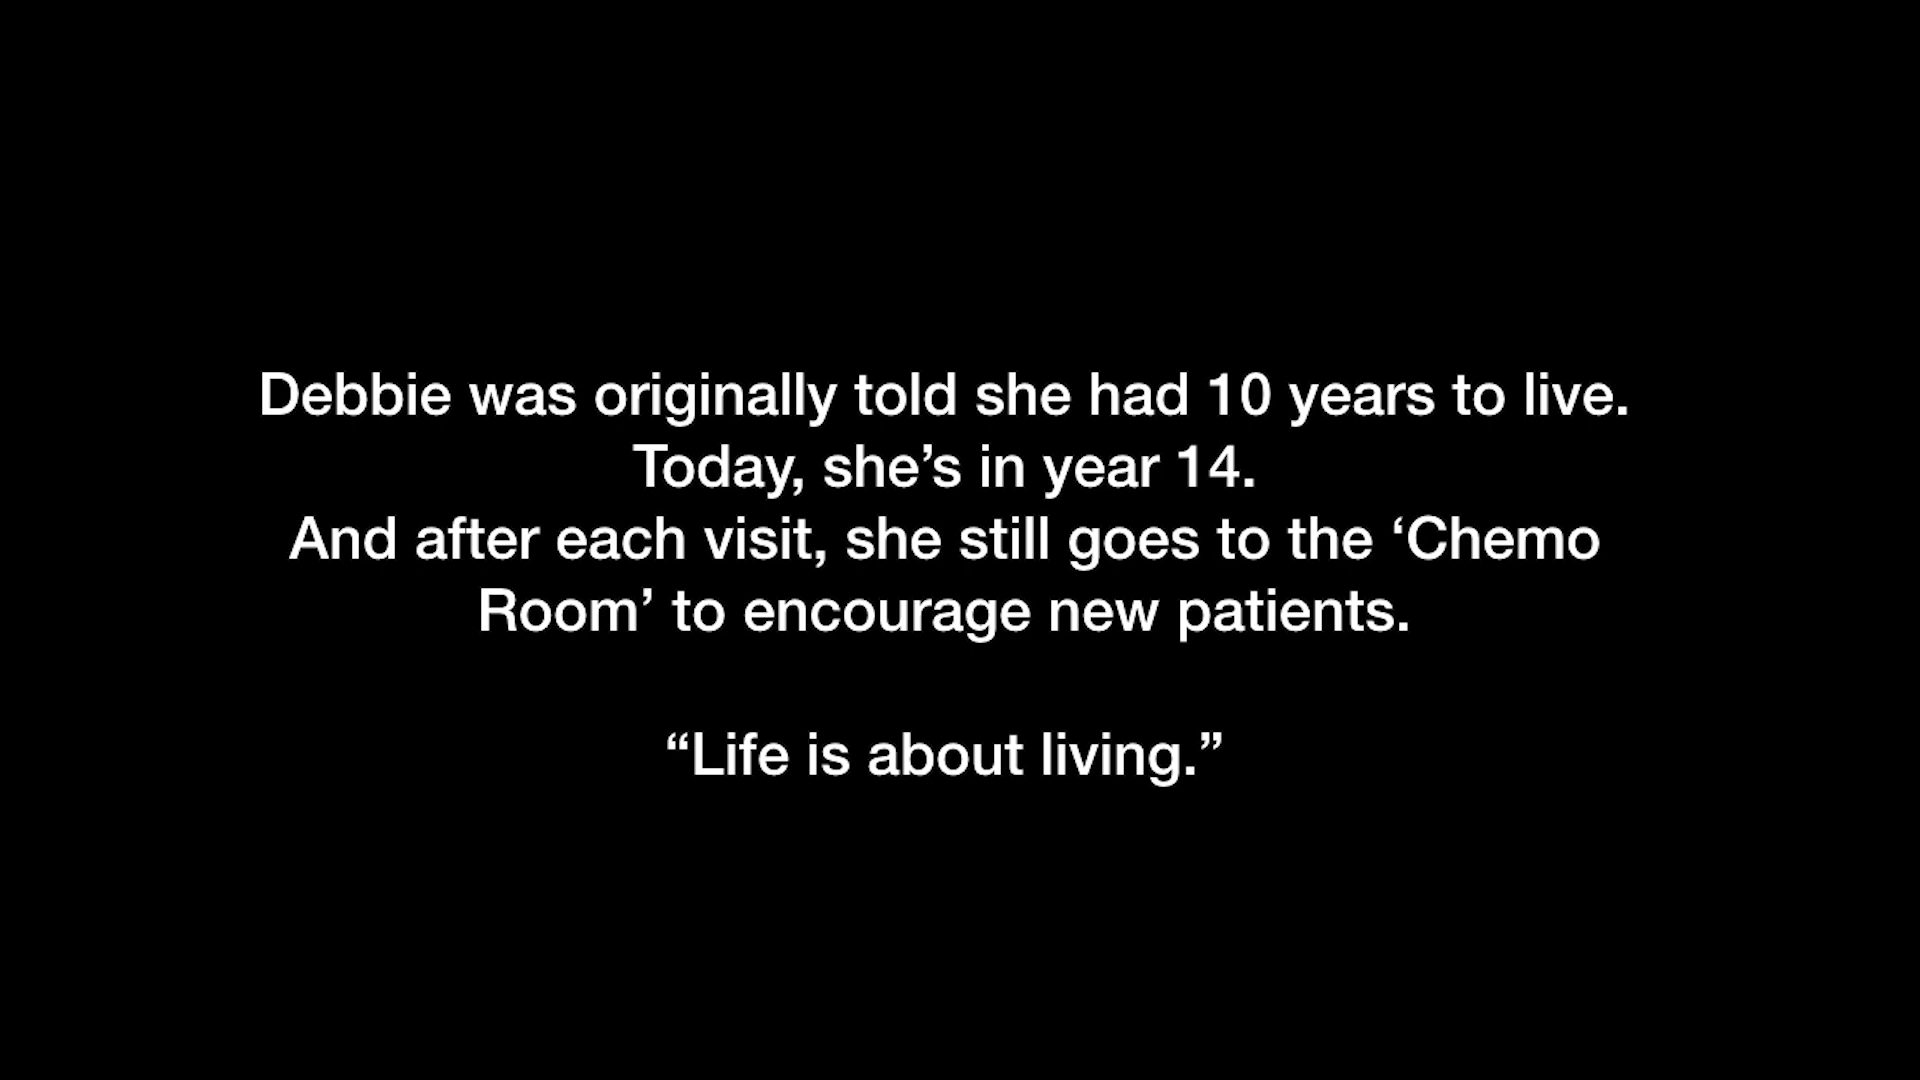 Debbie was originally told she had 10 years to live.
Today, she’s in year 14.
And after each visit, she still goes to the ‘Chemo
Room’ to encourage new patients.
“Life is about living.”